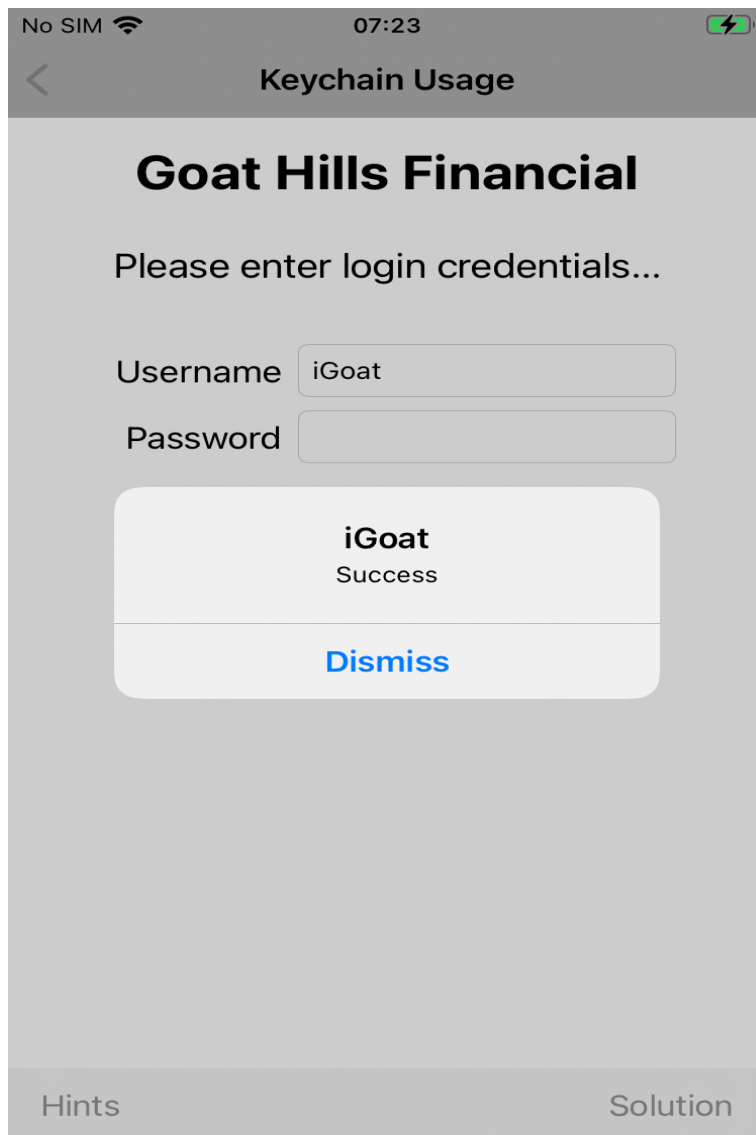 No SIM 07:23
Keychain Usage
Goat Hills Financial
Please enter login credentials...
Username iGoat
Password
iGoat
Success
Dismiss
Hints Solution